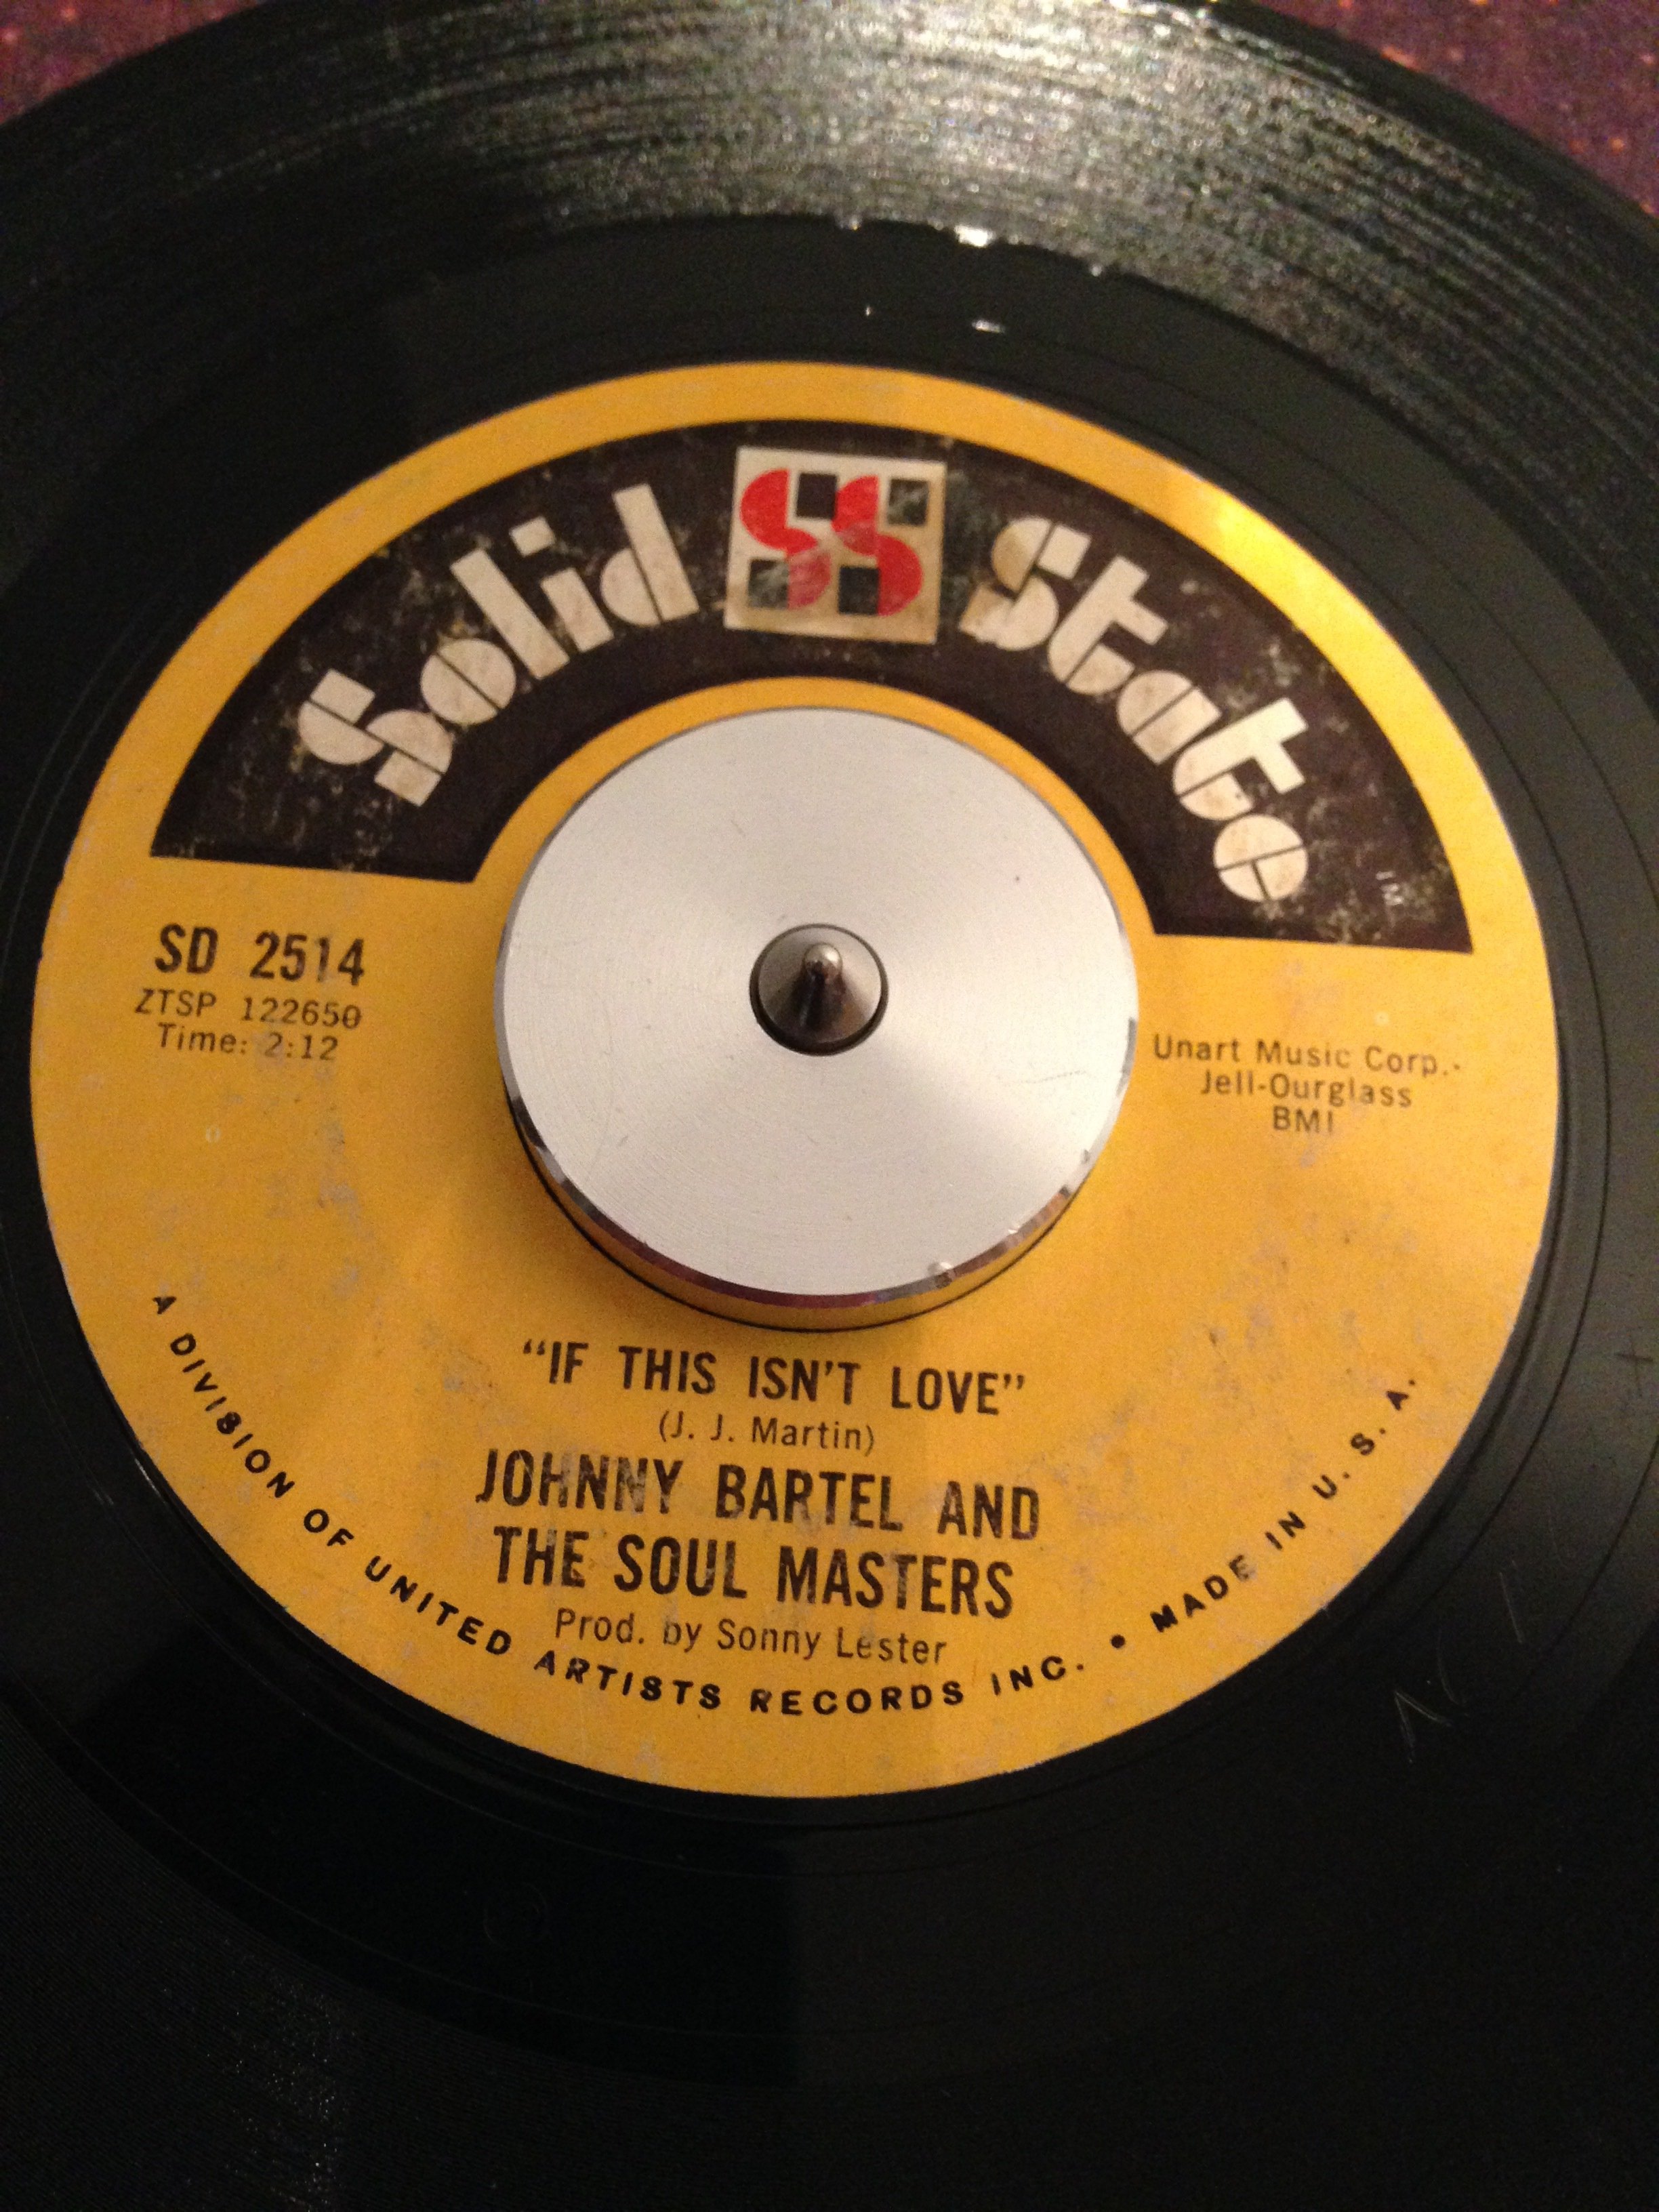 Solid SS State
SD 2514
ZTSP 122650
Time: 2:12
Unart Music Corp.-
Jell-Ourglass
BMI
"IF THIS ISN'T LOVE"
(J. J. Martin)
JOHNNY BARTEL AND
THE SOUL MASTERS
Prod. by Sonny Lester
A DIVISION OF UNITED ARTISTS RECORDS INC. • MADE IN U. S. A.